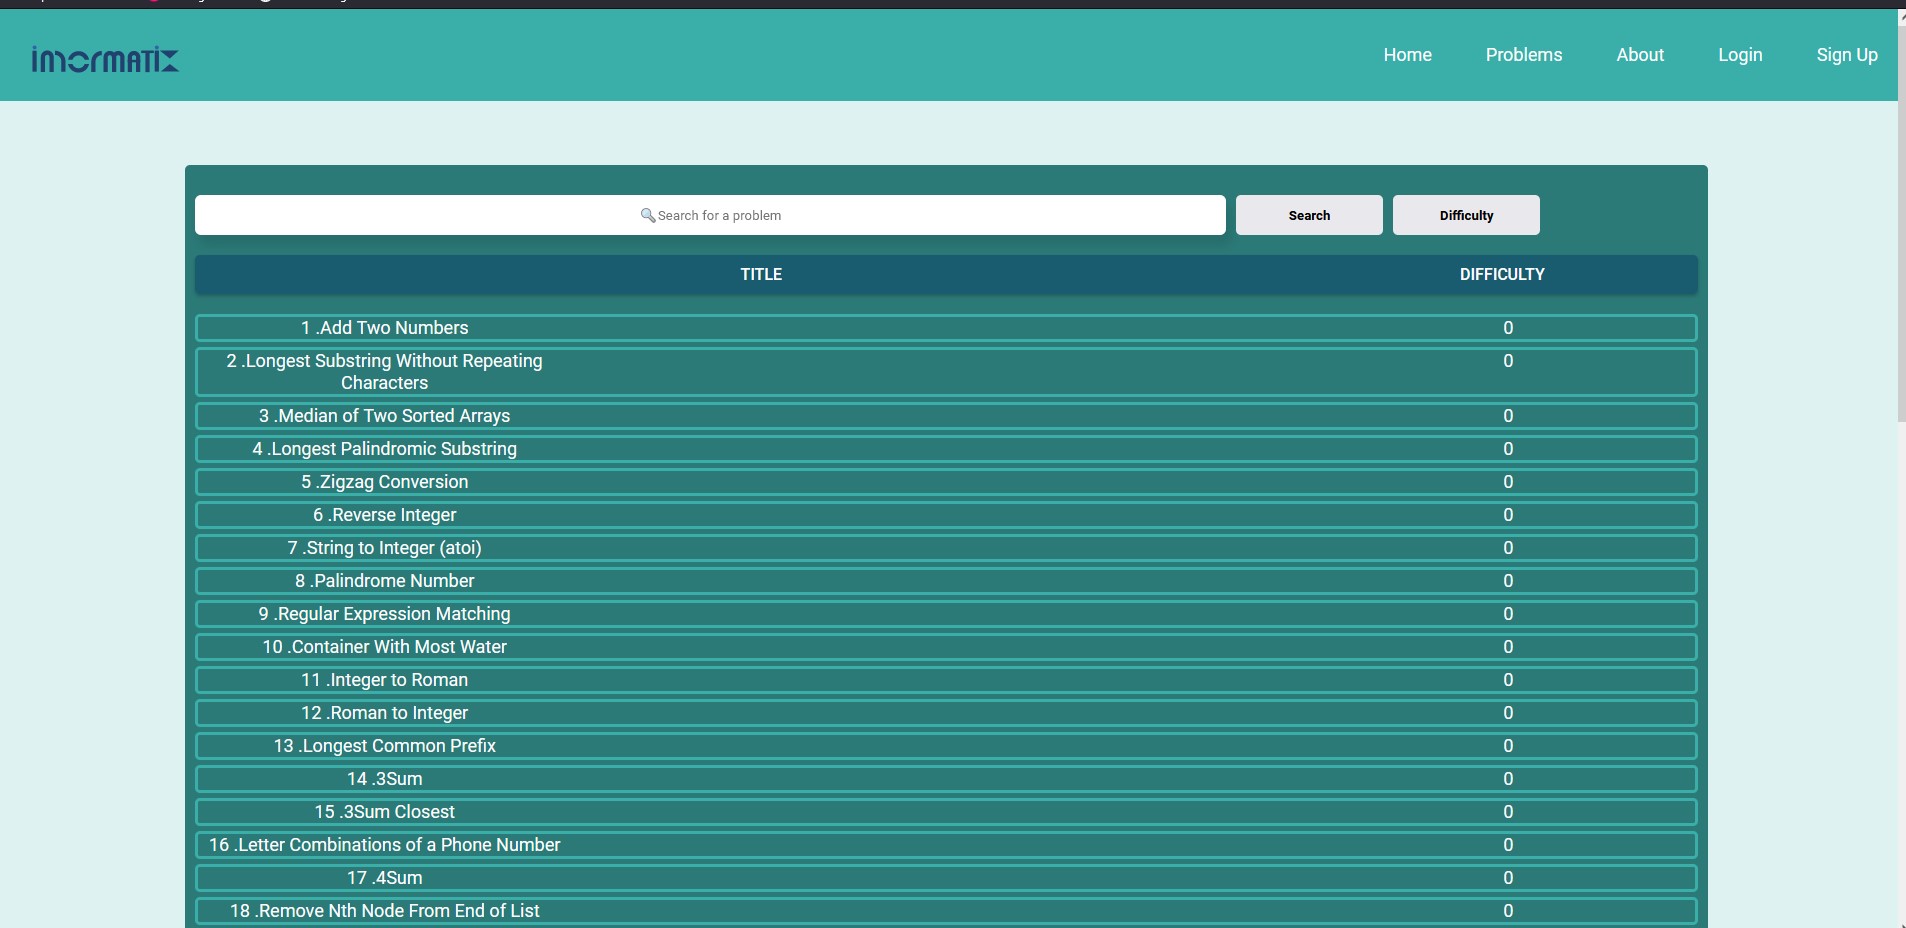 Home Problems About Login Sign Up
🔍Search for a problem Search Difficulty
TITLE DIFFICULTY
1 .Add Two Numbers 0
2 .Longest Substring Without Repeating 0
Characters
3 .Median of Two Sorted Arrays 0
4 .Longest Palindromic Substring 0
5 .Zigzag Conversion 0
6 .Reverse Integer 0
7 .String to Integer (atoi) 0
8 .Palindrome Number 0
9 .Regular Expression Matching 0
10 .Container With Most Water 0
11 .Integer to Roman 0
12 .Roman to Integer 0
13 .Longest Common Prefix 0
14 .3Sum 0
15 .3Sum Closest 0
16 .Letter Combinations of a Phone Number 0
17 .4Sum 0
18 .Remove Nth Node From End of List 0